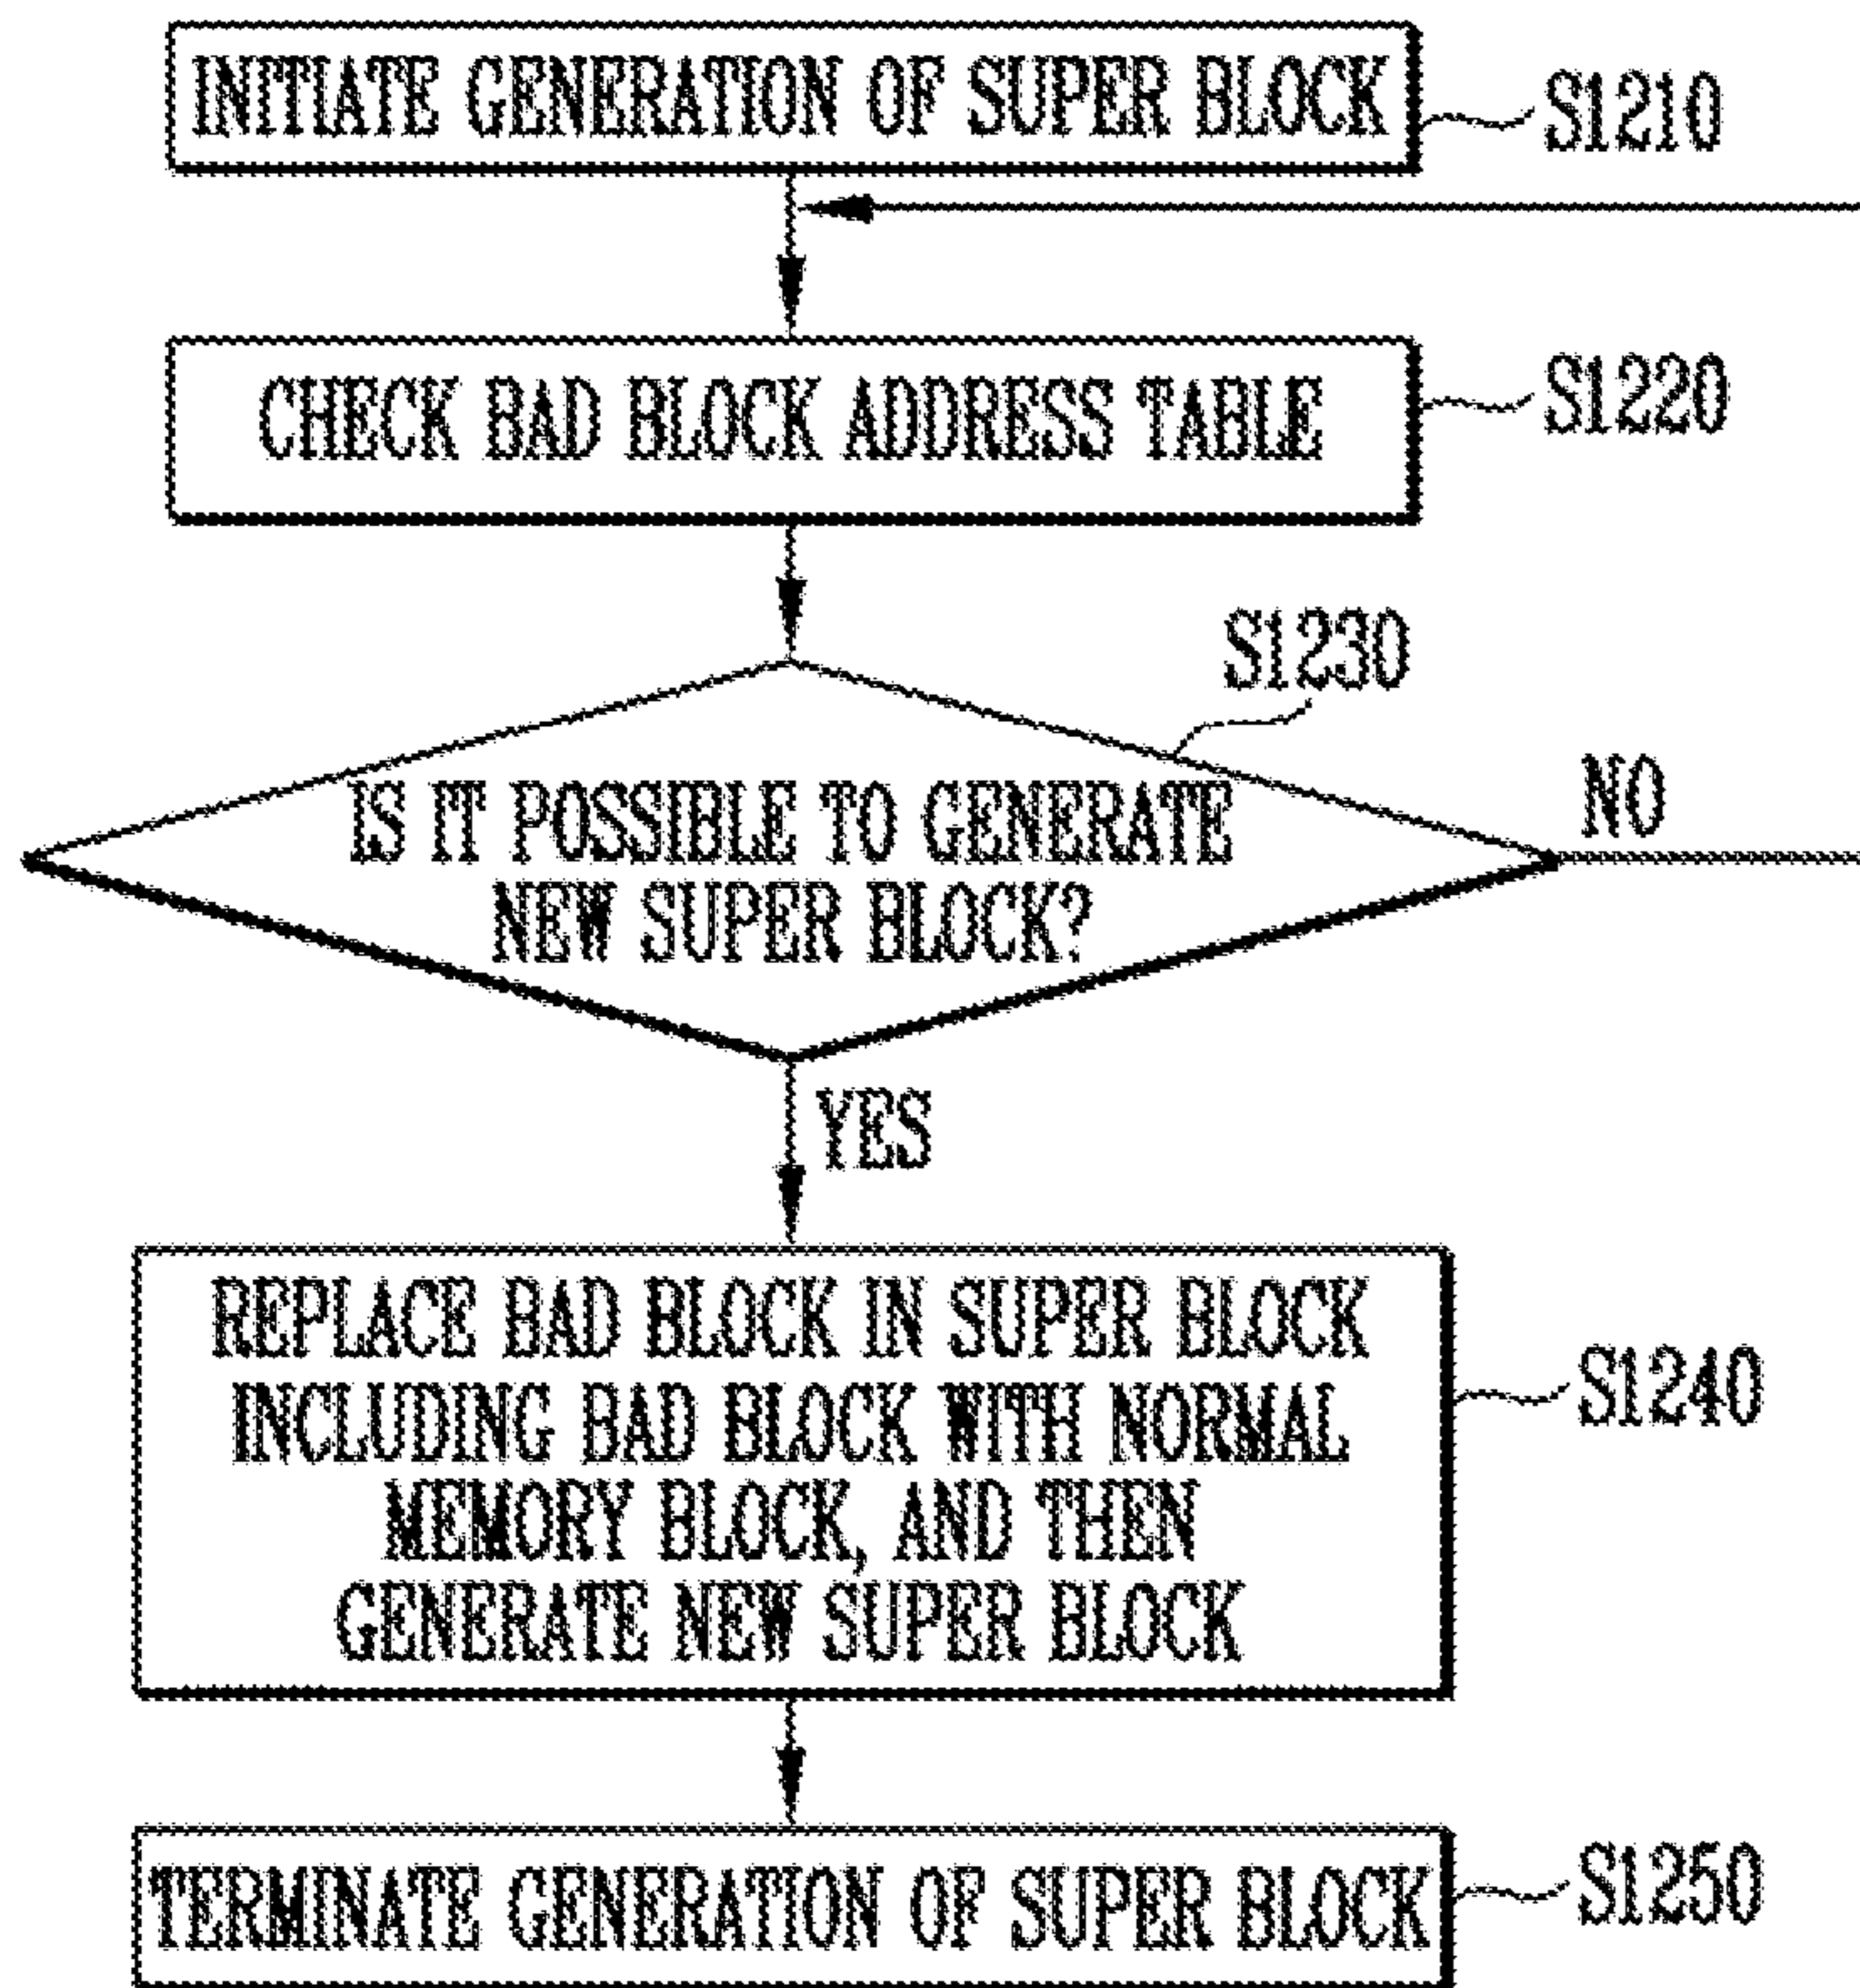 INITIATE GENERATION OF SUPER BLOCK
S1210
CHECK BAD BLOCK ADDRESS TABLE
S1220
S1230
IS IT POSSIBLE TO GENERATE
NEW SUPER BLOCK?
NO
YES
REPLACE BAD BLOCK IN SUPER BLOCK
INCLUDING BAD BLOCK WITH NORMAL
MEMORY BLOCK, AND THEN
GENERATE NEW SUPER BLOCK
S1240
TERMINATE GENERATION OF SUPER BLOCK
S1250